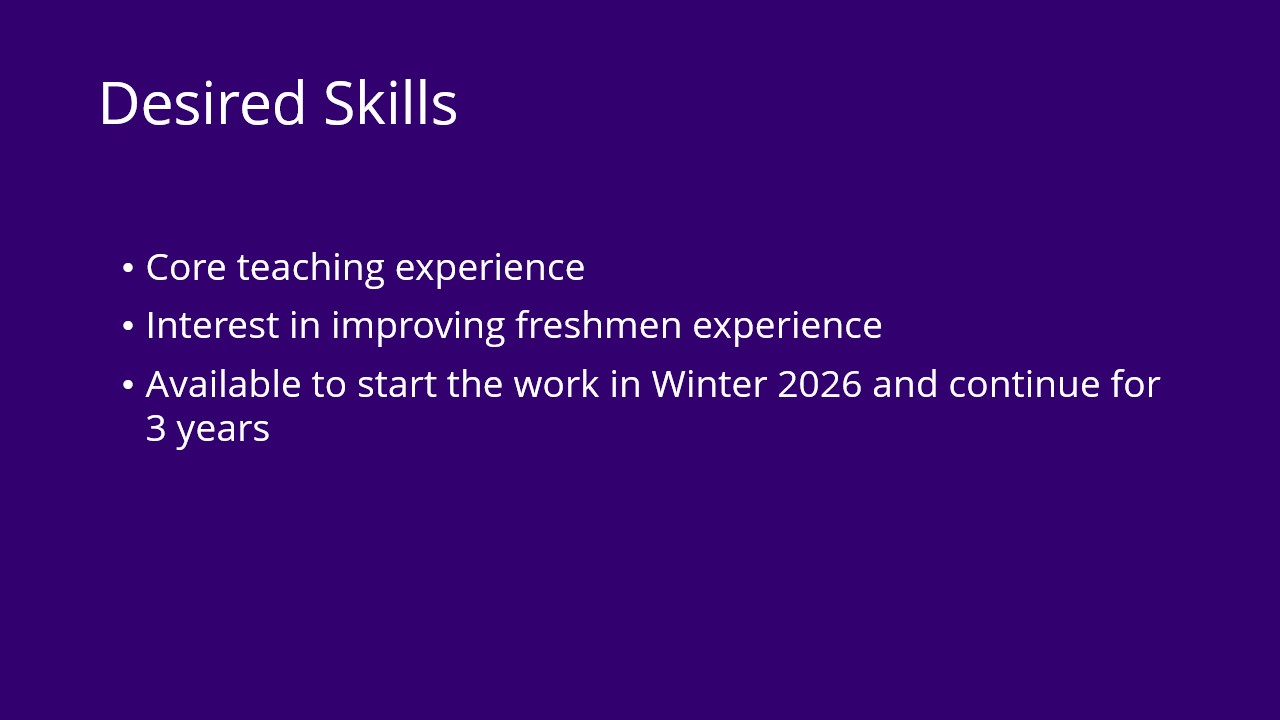 Desired Skills
• Core teaching experience
• Interest in improving freshmen experience
• Available to start the work in Winter 2026 and continue for
3 years